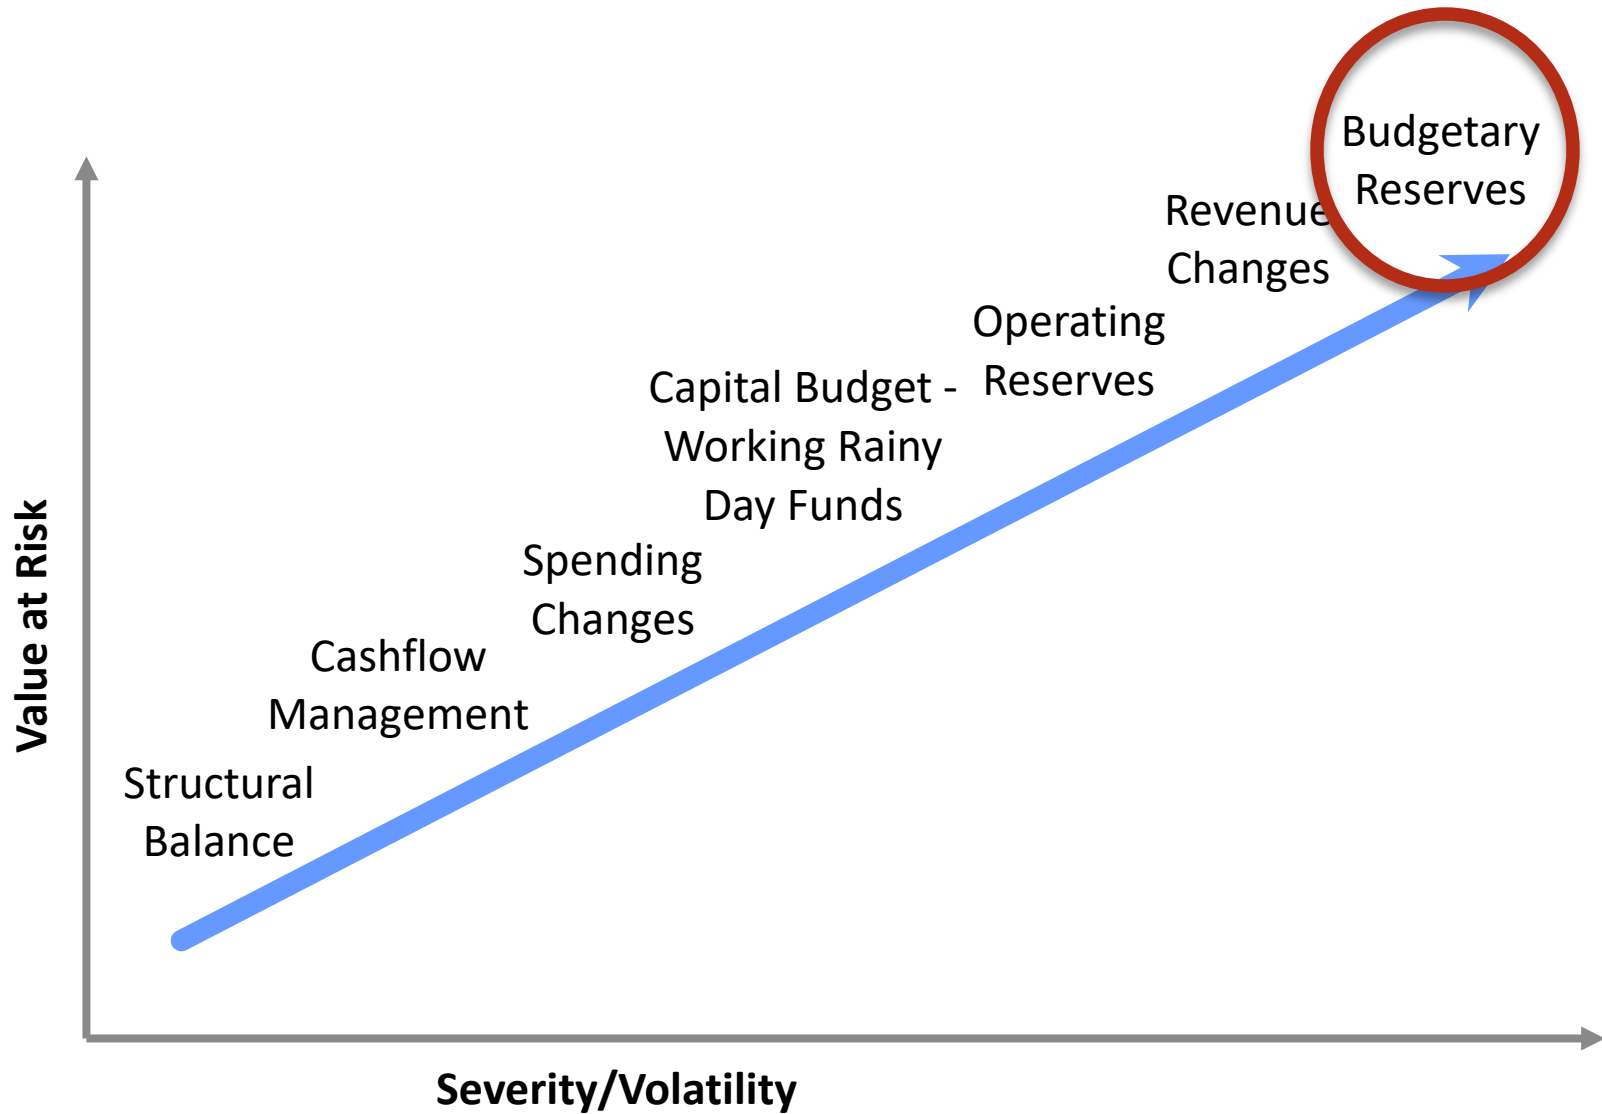 Budgetary
Reserves
Revenue
Changes
Operating
Reserves
Capital Budget -
Working Rainy
Day Funds
Spending
Changes
Cashflow
Management
Structural
Balance
Value at Risk
Severity/Volatility